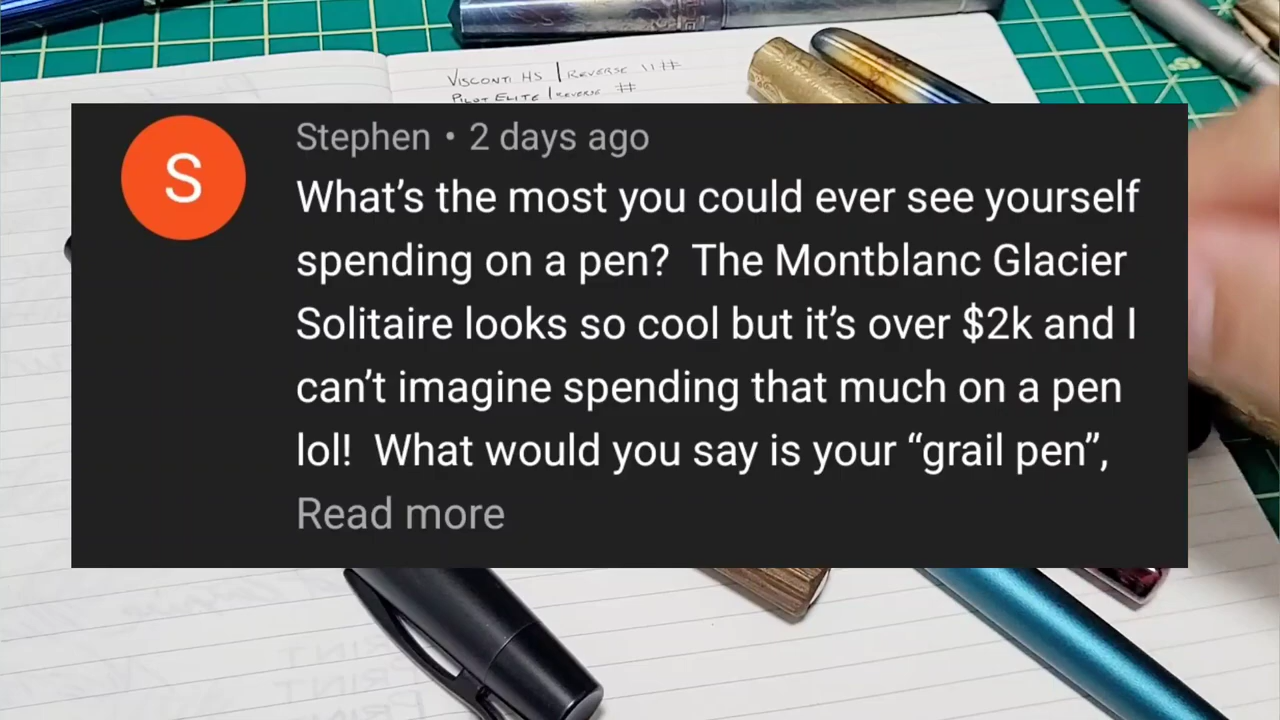 VISCONTI HS | REVERSE \ | ++
PILOT ELITE | REVERSE #
S
Stephen • 2 days ago
What’s the most you could ever see yourself
spending on a pen?  The Montblanc Glacier
Solitaire looks so cool but it’s over $2k and I
can’t imagine spending that much on a pen
lol!  What would you say is your “grail pen”,
Read more
PRINT